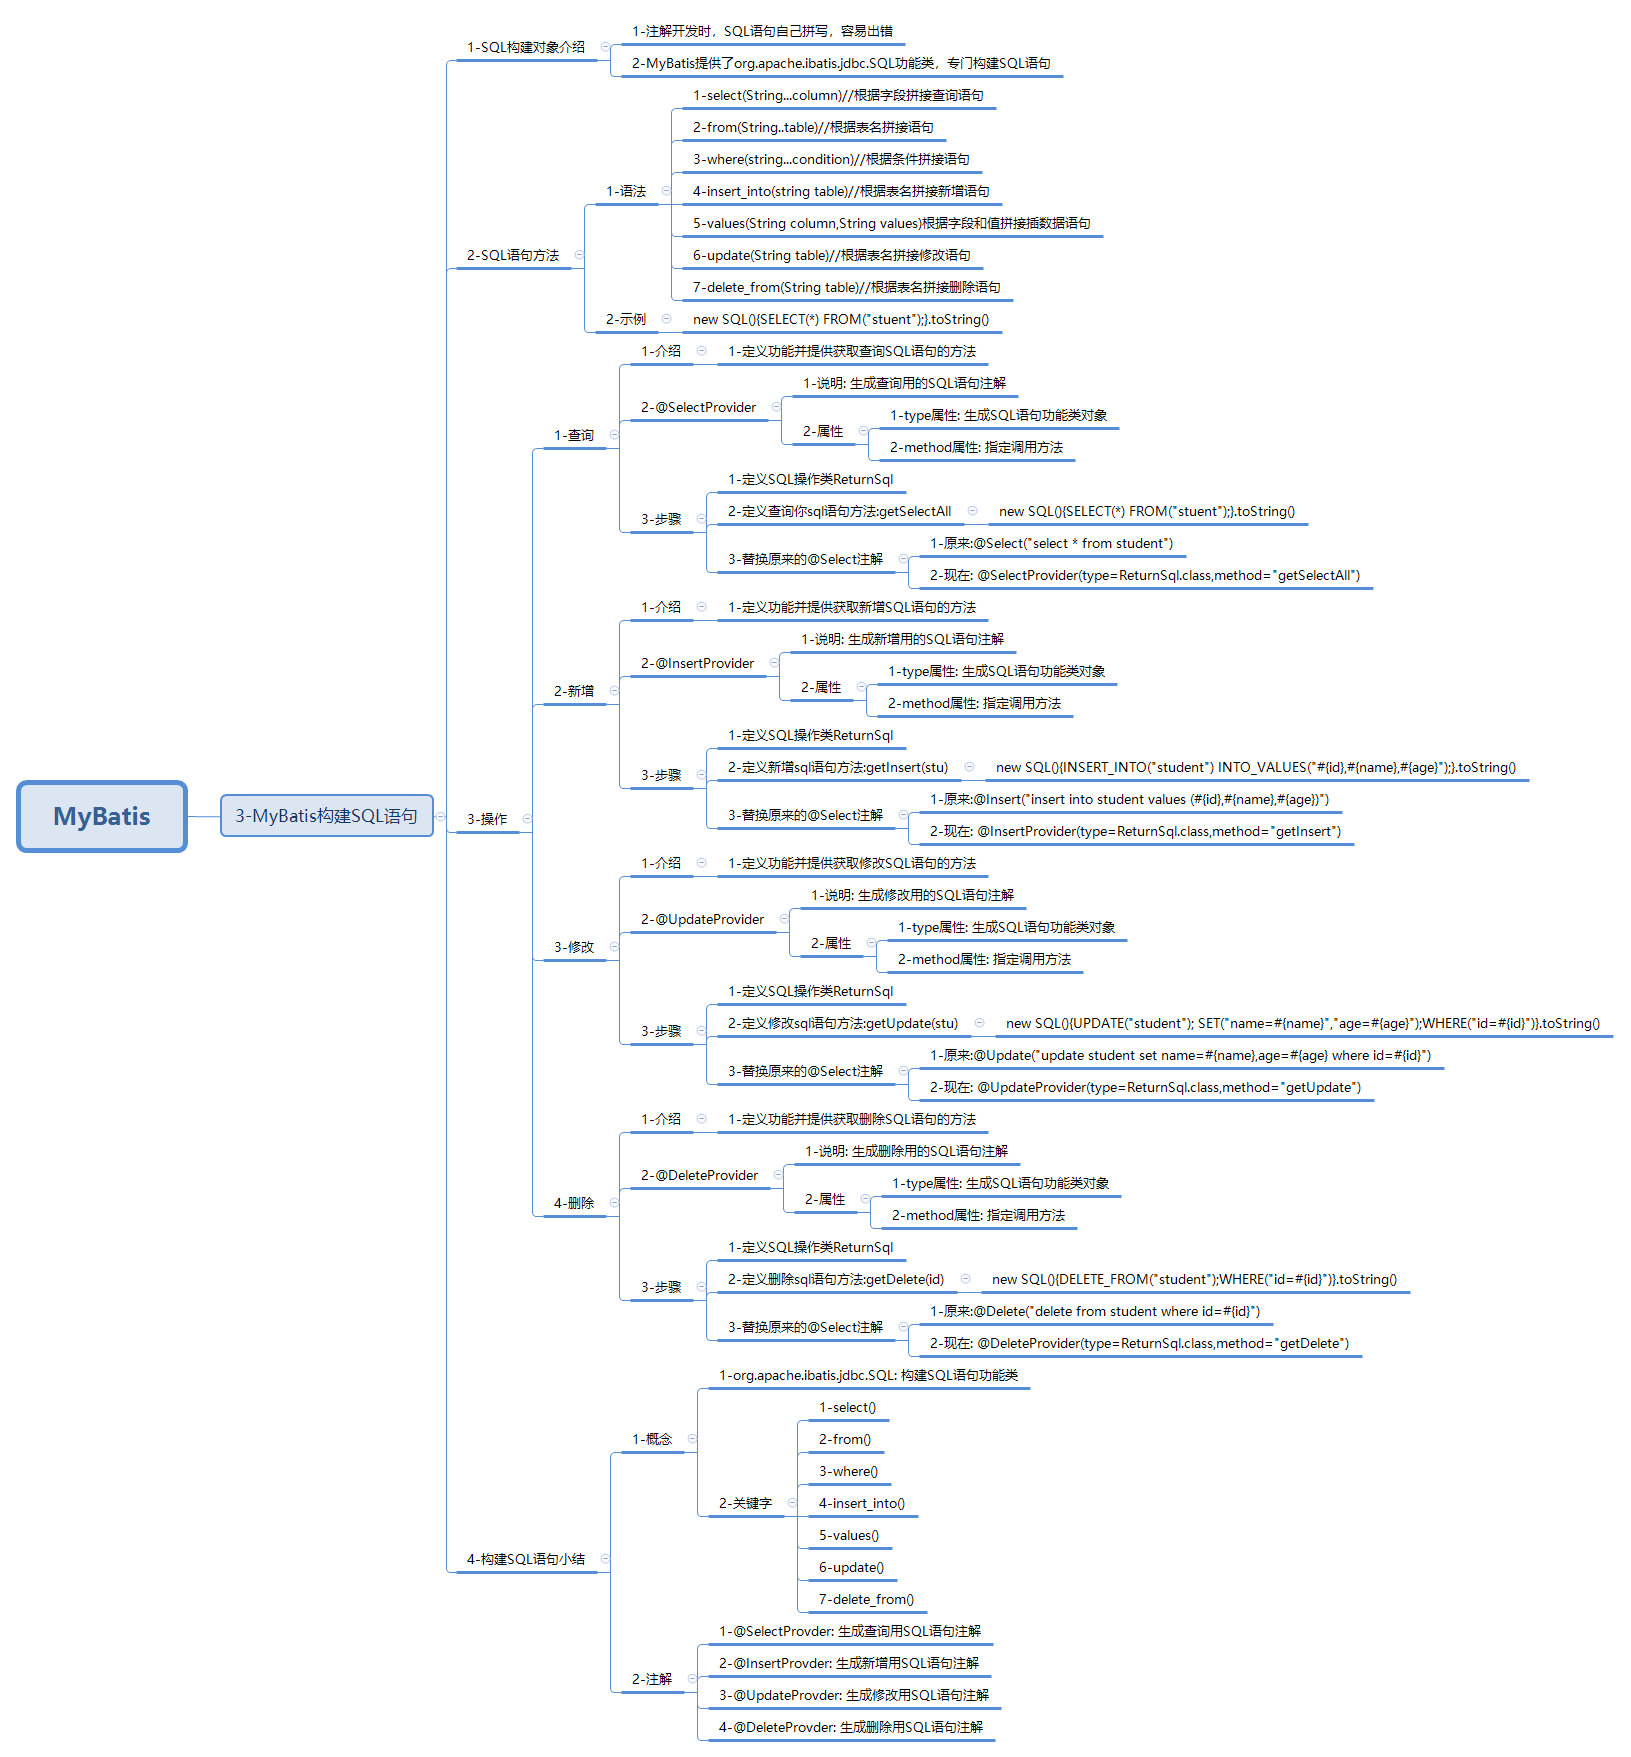 MyBatis
3-MyBatis构建SQL语句
1-SQL构建对象介绍
1-注解开发时，SQL语句自己拼写，容易出错
2-MyBatis提供了org.apache.ibatis.jdbc.SQL功能类，专门构建SQL语句
2-SQL语句方法
1-语法
1-select(String...column)//根据字段拼接查询语句
2-from(String..table)//根据表名拼接语句
3-where(string...condition)//根据条件拼接语句
4-insert_into(string table)//根据表名拼接新增语句
5-values(String column,String values)根据字段和值拼接插数据语句
6-update(String table)//根据表名拼接修改语句
7-delete_from(String table)//根据表名拼接删除语句
2-示例
new SQL(){SELECT(*) FROM("stuent");}.toString()
3-操作
1-查询
1-介绍
1-定义功能并提供获取查询SQL语句的方法
2-@SelectProvider
1-说明: 生成查询用的SQL语句注解
2-属性
1-type属性: 生成SQL语句功能类对象
2-method属性: 指定调用方法
3-步骤
1-定义SQL操作类ReturnSql
2-定义查询你sql语句方法:getSelectAll
new SQL(){SELECT(*) FROM("stuent");}.toString()
3-替换原来的@Select注解
1-原来:@Select("select * from student")
2-现在: @SelectProvider(type=ReturnSql.class,method="getSelectAll")
2-新增
1-介绍
1-定义功能并提供获取新增SQL语句的方法
2-@InsertProvider
1-说明: 生成新增用的SQL语句注解
2-属性
1-type属性: 生成SQL语句功能类对象
2-method属性: 指定调用方法
3-步骤
1-定义SQL操作类ReturnSql
2-定义新增sql语句方法:getInsert(stu)
new SQL(){INSERT_INTO("student") INTO_VALUES("#{id},#{name},#{age}");}.toString()
3-替换原来的@Select注解
1-原来:@Insert("insert into student values (#{id},#{name},#{age})")
2-现在: @InsertProvider(type=ReturnSql.class,method="getInsert")
3-修改
1-介绍
1-定义功能并提供获取修改SQL语句的方法
2-@UpdateProvider
1-说明: 生成修改用的SQL语句注解
2-属性
1-type属性: 生成SQL语句功能类对象
2-method属性: 指定调用方法
3-步骤
1-定义SQL操作类ReturnSql
2-定义修改sql语句方法:getUpdate(stu)
new SQL(){UPDATE("student"); SET("name=#{name}","age=#{age}");WHERE("id=#{id}")}.toString()
3-替换原来的@Select注解
1-原来:@Update("update student set name=#{name},age=#{age} where id=#{id}")
2-现在: @UpdateProvider(type=ReturnSql.class,method="getUpdate")
4-删除
1-介绍
1-定义功能并提供获取删除SQL语句的方法
2-@DeleteProvider
1-说明: 生成删除用的SQL语句注解
2-属性
1-type属性: 生成SQL语句功能类对象
2-method属性: 指定调用方法
3-步骤
1-定义SQL操作类ReturnSql
2-定义删除sql语句方法:getDelete(id)
new SQL(){DELETE_FROM("student");WHERE("id=#{id}")}.toString()
3-替换原来的@Select注解
1-原来:@Delete("delete from student where id=#{id}")
2-现在: @DeleteProvider(type=ReturnSql.class,method="getDelete")
4-构建SQL语句小结
1-概念
1-org.apache.ibatis.jdbc.SQL: 构建SQL语句功能类
2-关键字
1-select()
2-from()
3-where()
4-insert_into()
5-values()
6-update()
7-delete_from()
2-注解
1-@SelectProvder: 生成查询用SQL语句注解
2-@InsertProvder: 生成新增用SQL语句注解
3-@UpdateProvder: 生成修改用SQL语句注解
4-@DeleteProvder: 生成删除用SQL语句注解